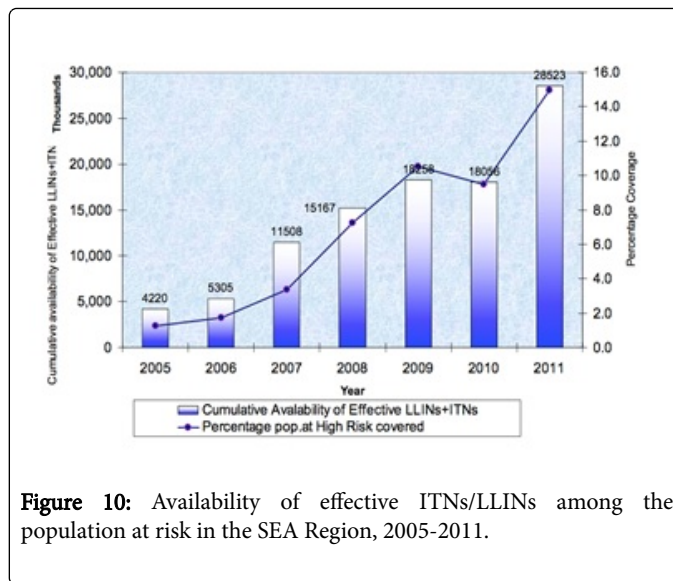 Cumulative availability of Effective LLINs+ITN Thousands
30,000
25,000
20,000
15,000
10,000
5,000
0
4220
5305
11508
15167
18258
18056
28523
16.0
14.0
12.0
10.0
8.0
6.0
4.0
2.0
0.0
Percentage Coverage
2005 2006 2007 2008 2009 2010 2011
Year
Cumulative Avalability of Effective LLINs+ITNs
Percentage pop.at High Risk covered
Figure 10: Availability of effective ITNs/LLINs among the
population at risk in the SEA Region, 2005-2011.